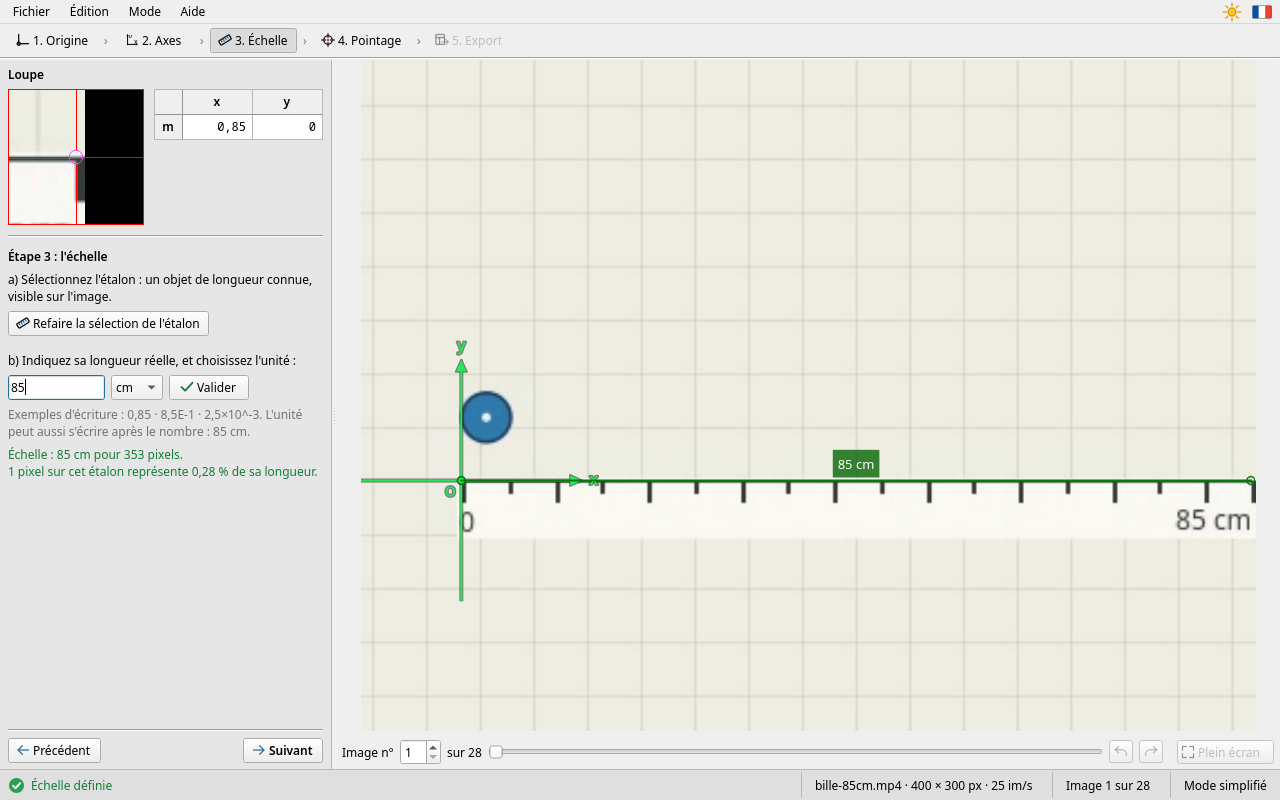 Fichier Édition Mode Aide
1. Origine › 2. Axes › 3. Échelle › 4. Pointage › 5. Export
Loupe
x y
m 0,85 0
Étape 3 : l'échelle
a) Sélectionnez l'étalon : un objet de longueur connue,
visible sur l'image.
Refaire la sélection de l'étalon
b) Indiquez sa longueur réelle, et choisissez l'unité :
85 cm Valider
Exemples d'écriture : 0,85 · 8,5E-1 · 2,5×10^-3. L'unité
peut aussi s'écrire après le nombre : 85 cm.
Échelle : 85 cm pour 353 pixels.
1 pixel sur cet étalon représente 0,28 % de sa longueur.
Précédent Suivant
y
85 cm
O x
0 85 cm
Image n° 1 sur 28 Plein écran
Échelle définie bille-85cm.mp4 · 400 × 300 px · 25 im/s Image 1 sur 28 Mode simplifié